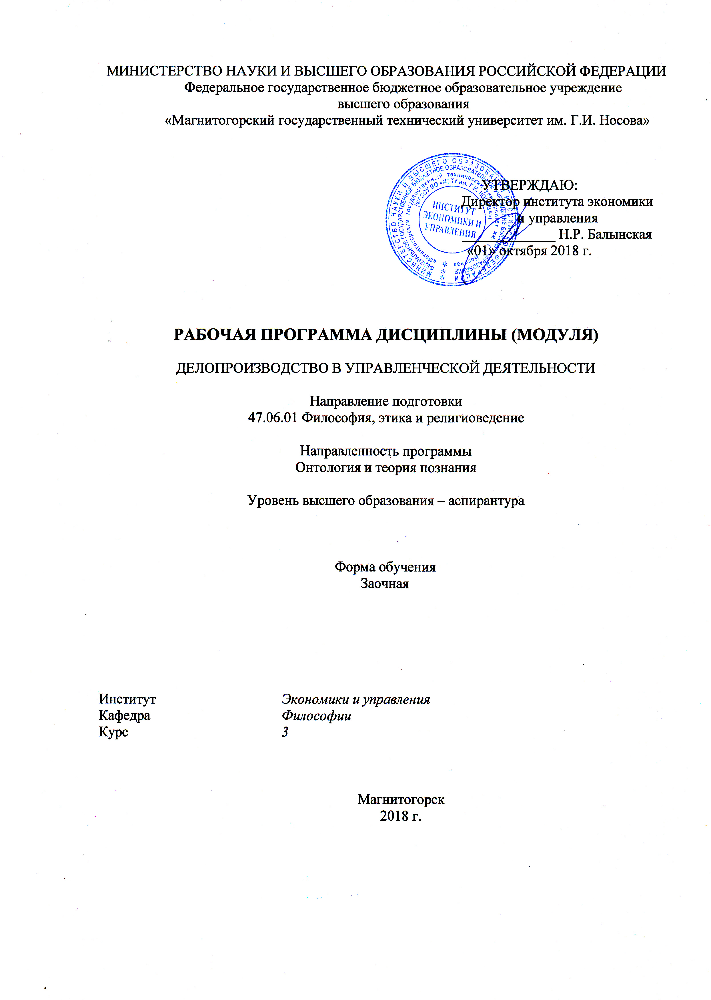 МИНИСТЕРСТВО НАУКИ И ВЫСШЕГО ОБРАЗОВАНИЯ РОССИЙСКОЙ ФЕДЕРАЦИИ
Федеральное государственное бюджетное образовательное учреждение
высшего образования
«Магнитогорский государственный технический университет им. Г.И. Носова»
МИНИСТЕРСТВО НАУКИ И ВЫСШЕГО ОБРАЗОВАНИЯ РОССИЙСКОЙ ФЕДЕРАЦИИ
ФЕДЕРАЛЬНОЕ ГОСУДАРСТВЕННОЕ БЮДЖЕТНОЕ ОБРАЗОВАТЕЛЬНОЕ УЧРЕЖДЕНИЕ ВЫСШЕГО ОБРАЗОВАНИЯ
«Магнитогорский государственный технический университет им. Г.И. Носова»
(ФГБОУ ВО «МГТУ им. Г.И. НОСОВА»)
ИНСТИТУТ
ЭКОНОМИКИ И
УПРАВЛЕНИЯ
УТВЕРЖДАЮ:
Директор института экономики
и управления
_____________ Н.Р. Балынская
«01» октября 2018 г.
РАБОЧАЯ ПРОГРАММА ДИСЦИПЛИНЫ (МОДУЛЯ)
ДЕЛОПРОИЗВОДСТВО В УПРАВЛЕНЧЕСКОЙ ДЕЯТЕЛЬНОСТИ
Направление подготовки
47.06.01 Философия, этика и религиоведение
Направленность программы
Онтология и теория познания
Уровень высшего образования – аспирантура
Форма обучения
Заочная
Институт Экономики и управления
Кафедра Философии
Курс 3
Магнитогорск
2018 г.